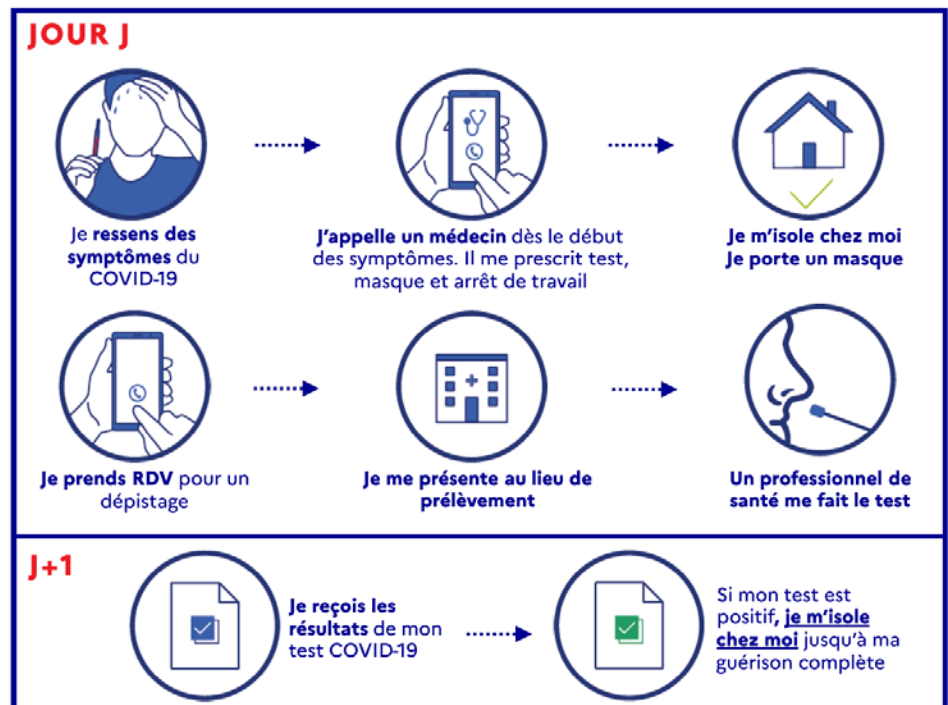 JOUR J
Je ressens des
symptômes du
COVID-19
J'appelle un médecin dès le début
des symptômes. Il me prescrit test,
masque et arrêt de travail
Je m'isole chez moi
Je porte un masque
Je prends RDV pour un
dépistage
Je me présente au lieu de
prélèvement
Un professionnel de
santé me fait le test
J+1
Je reçois les
résultats de mon
test COVID-19
Si mon test est
positif, je m'isole
chez moi jusqu'à ma
guérison complète